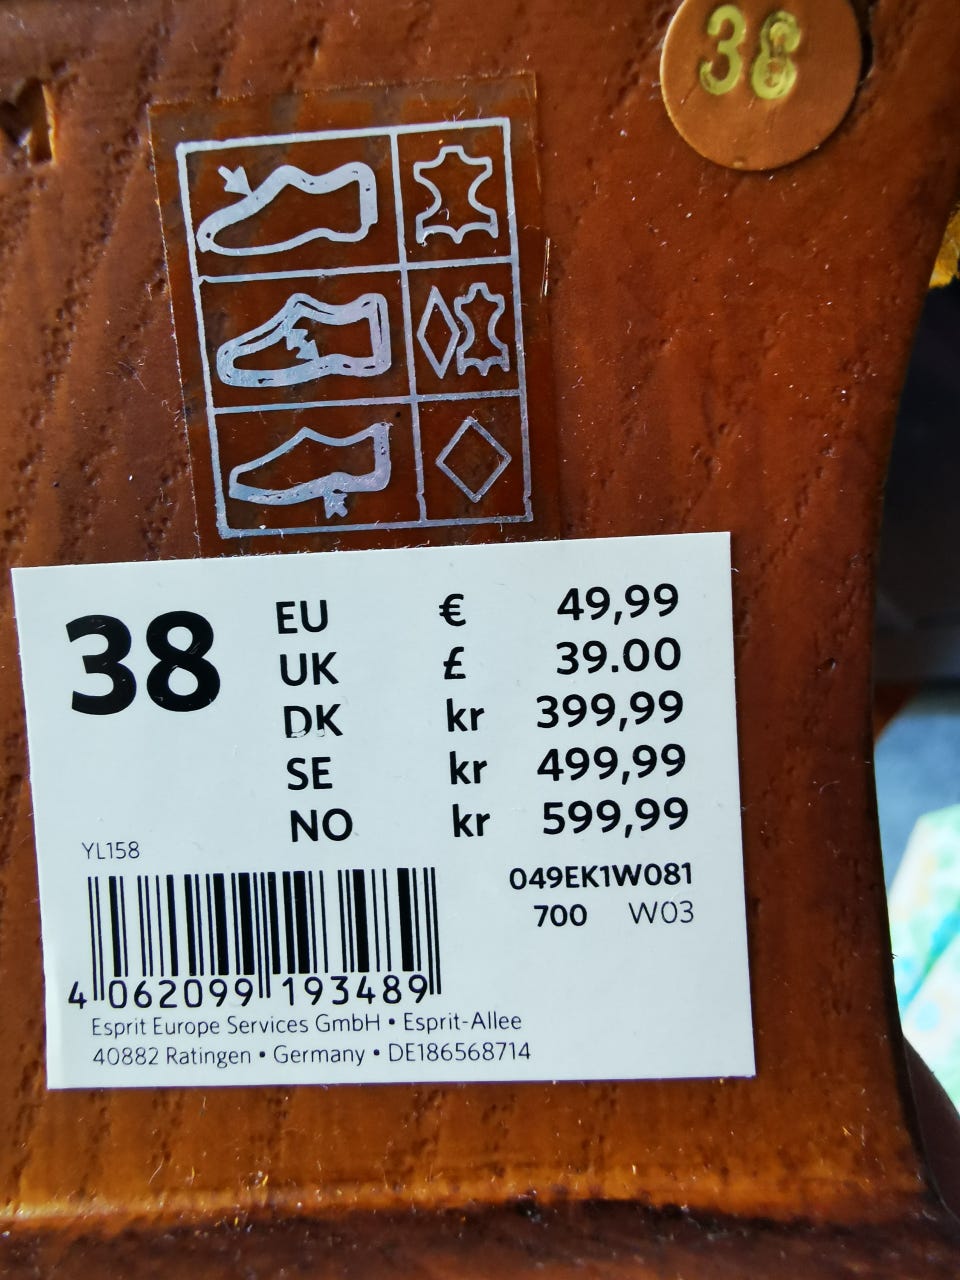 38
38
EU € 49,99
UK £ 39.00
DK kr 399,99
SE kr 499,99
NO kr 599,99
YL158
049EK1W081
700 W03
4 062099 193489
Esprit Europe Services GmbH • Esprit-Allee
40882 Ratingen • Germany • DE186568714